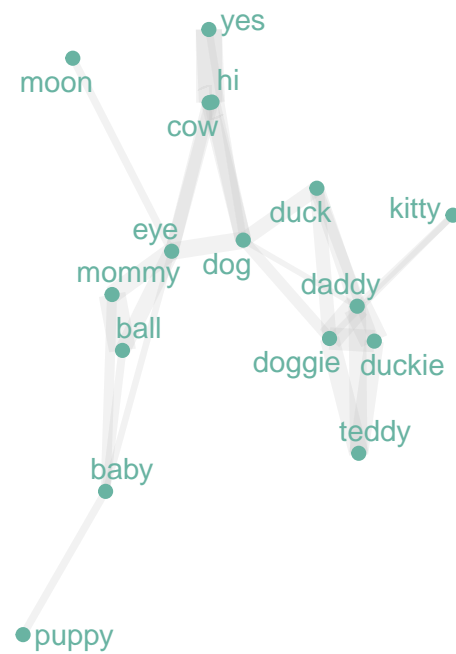 yes
moon
hi
cow
duck
kitty
eye
dog
mommy
daddy
ball
doggie
duckie
teddy
baby
puppy